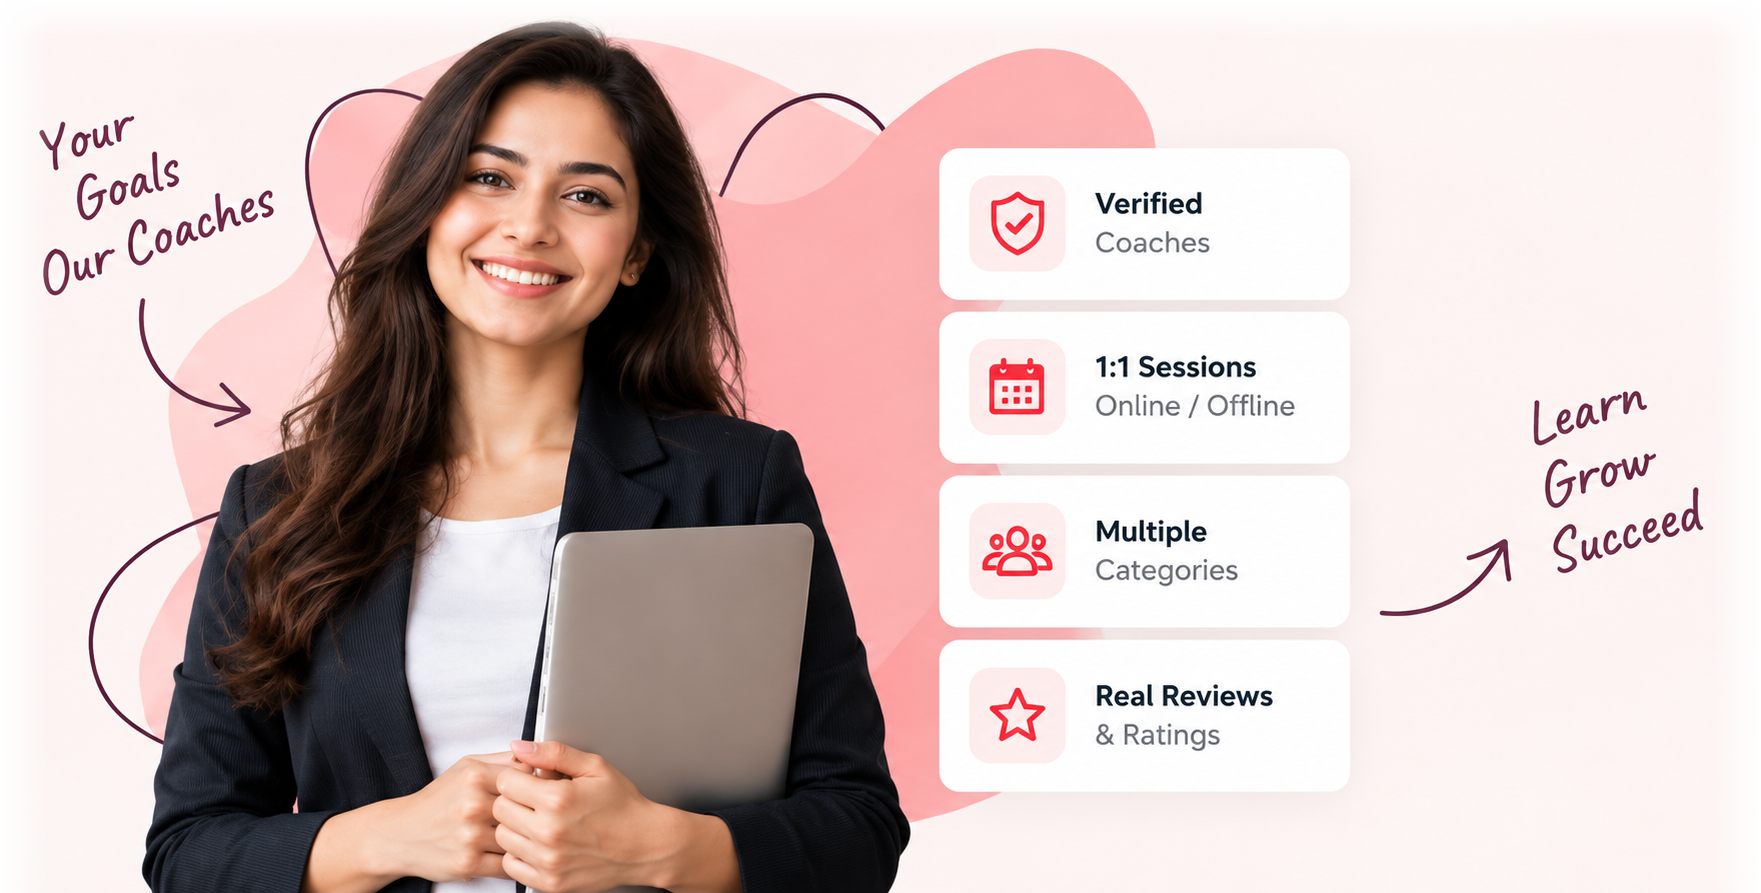 Your
Goals
Our Coaches
Verified
Coaches
1:1 Sessions
Online / Offline
Multiple
Categories
Real Reviews
& Ratings
Learn
Grow
Succeed